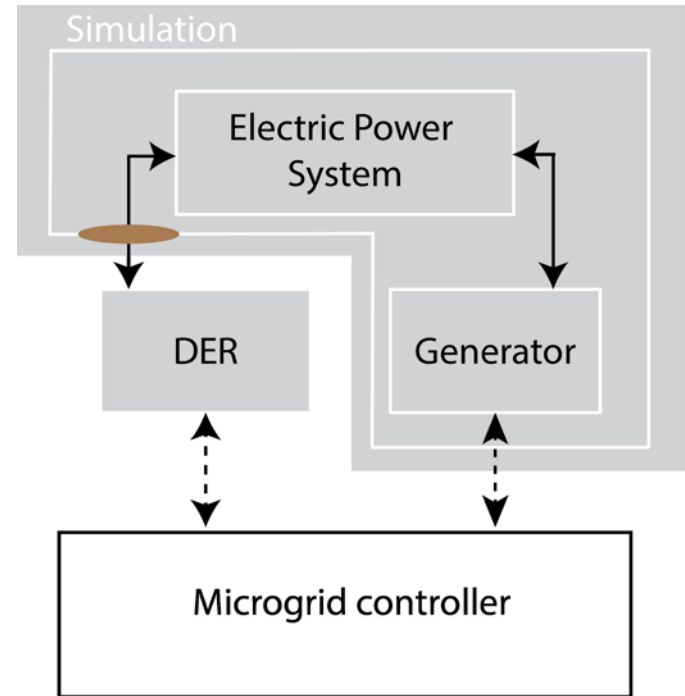 Simulation
Electric Power
System
DER
Generator
Microgrid controller